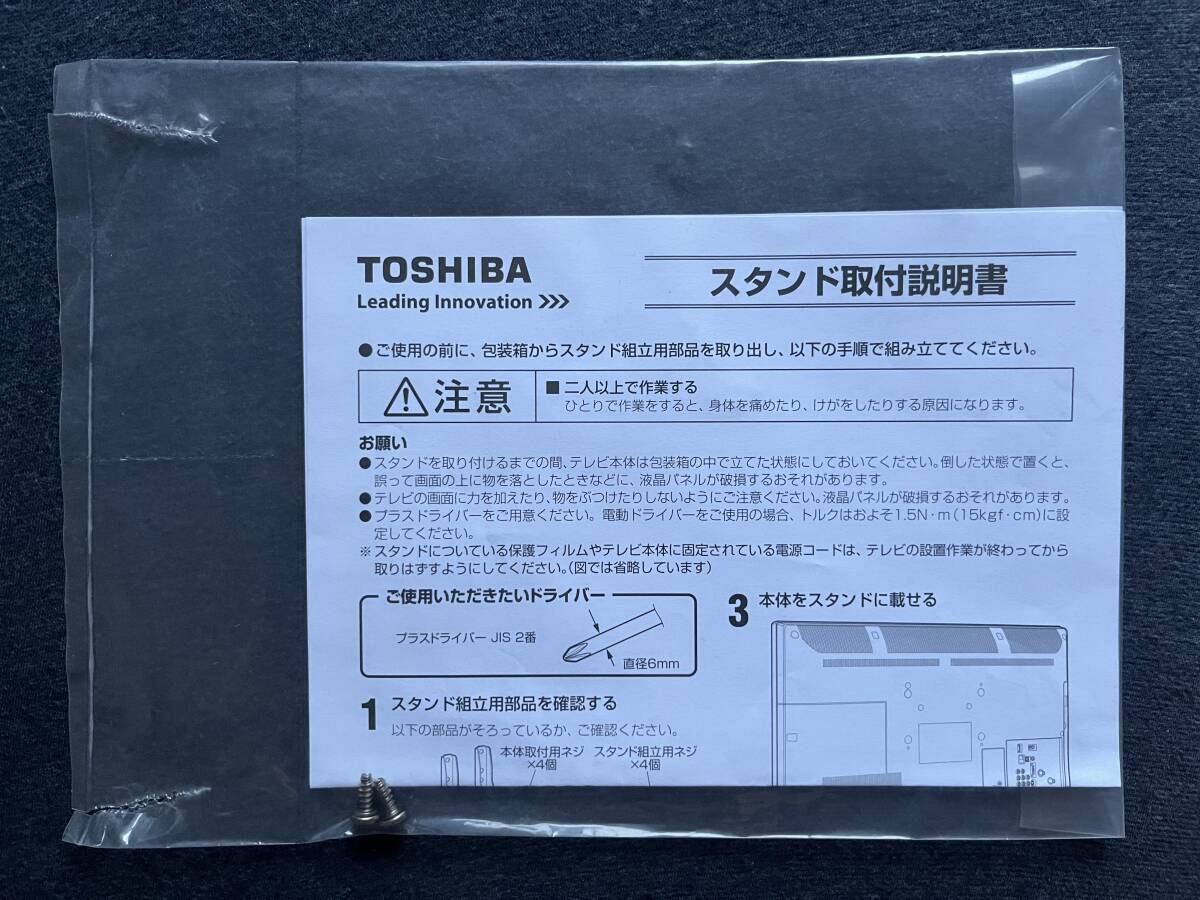 TOSHIBA
Leading Innovation >>>
スタンド取付説明書
●ご使用の前に、包装箱からスタンド組立用部品を取り出し、以下の手順で組み立ててください。
注意
■ 二人以上で作業する
ひとりで作業をすると、身体を痛めたり、けがをしたりする原因になります。
お願い
●スタンドを取り付けるまでの間、テレビ本体は包装箱の中で立てた状態にしておいてください。倒した状態で置くと、
誤って画面の上に物を落としたときなどに、液晶パネルが破損するおそれがあります。
●テレビの画面に力を加えたり、物をぶつけたりしないようにご注意ください。液晶パネルが破損するおそれがあります。
●プラスドライバーをご用意ください。電動ドライバーをご使用の場合、トルクはおよそ1.5N・m(15kgf・cm)に設
定してください。
※スタンドについている保護フィルムやテレビ本体に固定されている電源コードは、テレビの設置作業が終わってから
取りはずすようにしてください。(図では省略しています)
ご使用いただきたいドライバー
プラスドライバー JIS 2番
直径6mm
1 スタンド組立用部品を確認する
以下の部品がそろっているか、ご確認ください。
本体取付用ネジ スタンド組立用ネジ
×4個 ×4個
3 本体をスタンドに載せる